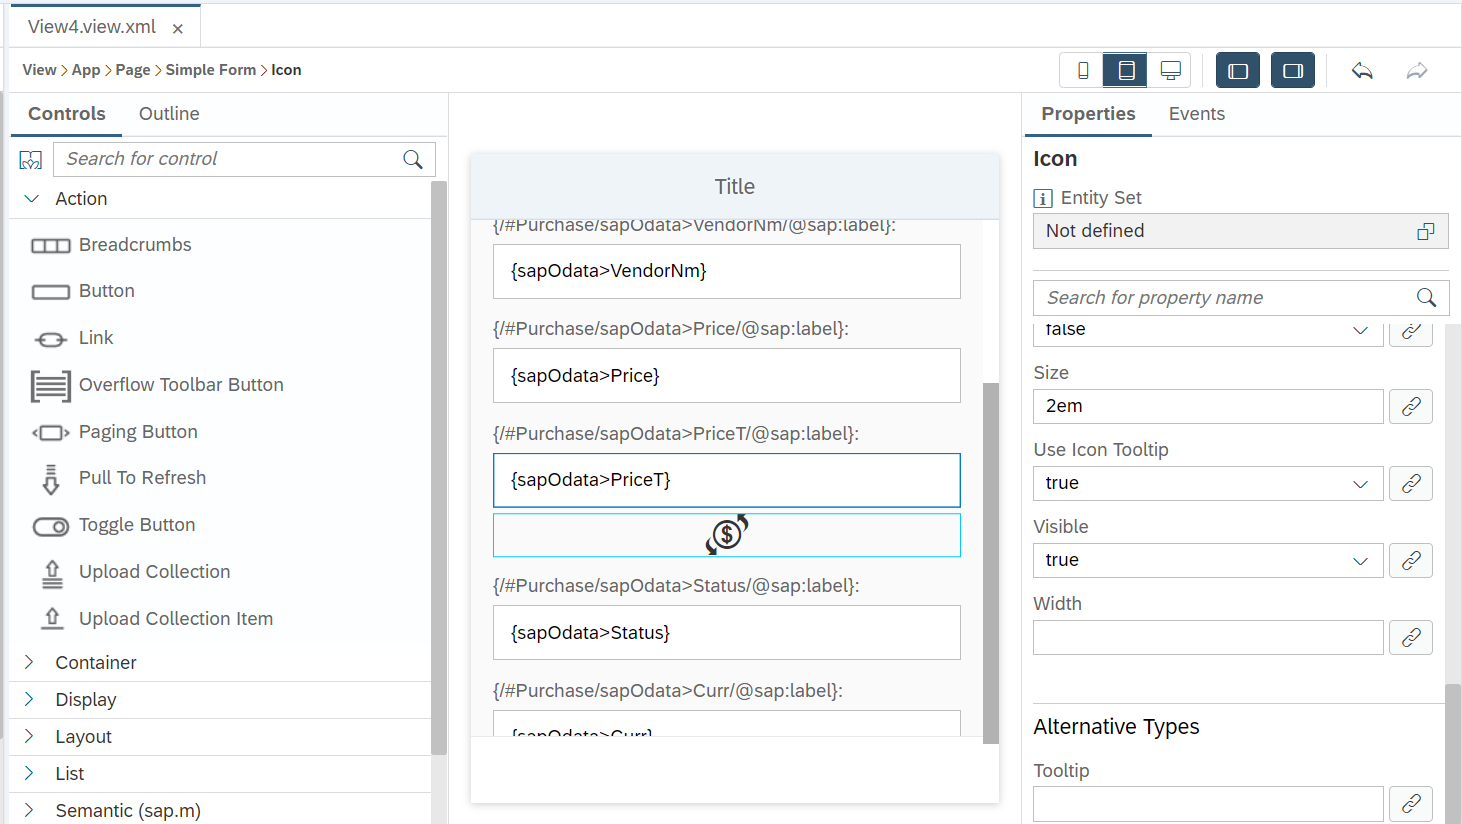 View4.view.xml
View > App > Page > Simple Form > Icon
Controls
Outline
Search for control
Action
Breadcrumbs
Button
Link
Overflow Toolbar Button
Paging Button
Pull To Refresh
Toggle Button
Upload Collection
Upload Collection Item
Container
Display
Layout
List
Semantic (sap.m)
Title
{/#Purchase/sapOdata>VendorNm/@sap:label}:
{sapOdata>VendorNm}
{/#Purchase/sapOdata>Price/@sap:label}:
{sapOdata>Price}
{/#Purchase/sapOdata>PriceT/@sap:label}:
{sapOdata>PriceT}
$
{/#Purchase/sapOdata>Status/@sap:label}:
{sapOdata>Status}
{/#Purchase/sapOdata>Curr/@sap:label}:
{sapOdata>Curr}
Properties
Events
Icon
Entity Set
Not defined
Search for property name
false
Size
2em
Use Icon Tooltip
true
Visible
true
Width
Alternative Types
Tooltip